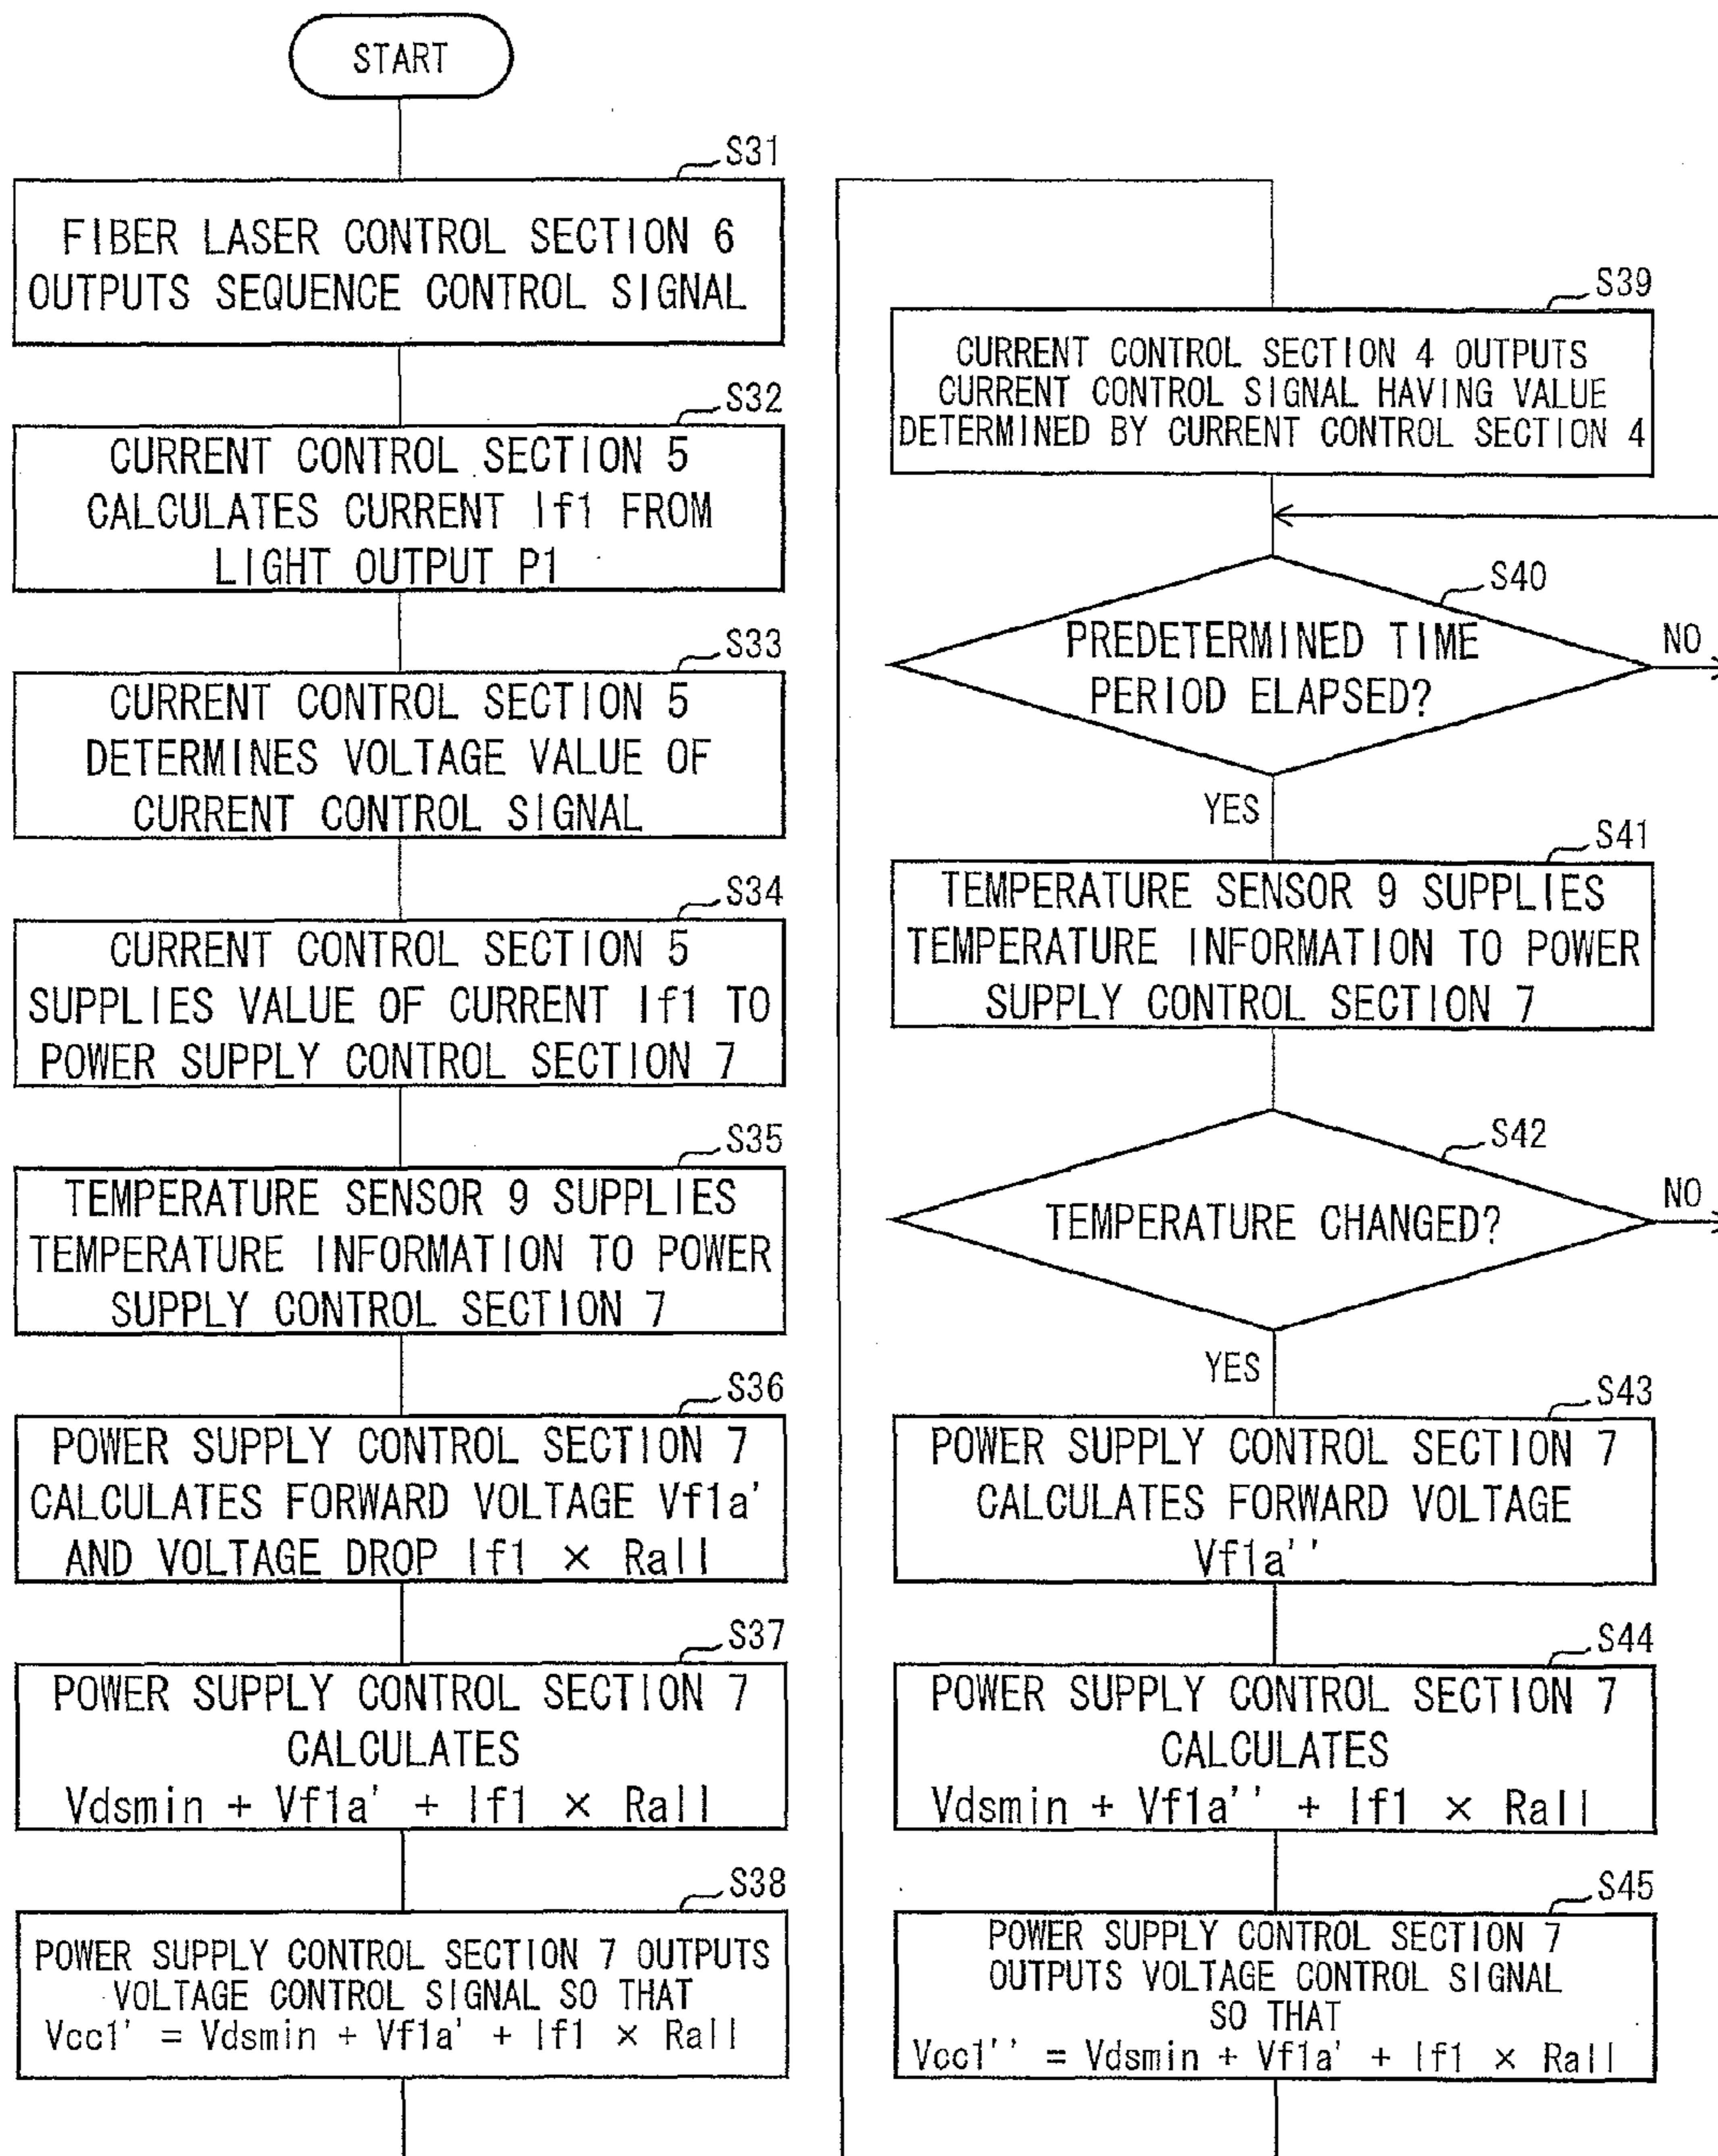 START
S31
FIBER LASER CONTROL SECTION 6
OUTPUTS SEQUENCE CONTROL SIGNAL
S32
CURRENT CONTROL SECTION 5
CALCULATES CURRENT If1 FROM
LIGHT OUTPUT P1
S33
CURRENT CONTROL SECTION 5
DETERMINES VOLTAGE VALUE OF
CURRENT CONTROL SIGNAL
S34
CURRENT CONTROL SECTION 5
SUPPLIES VALUE OF CURRENT If1 TO
POWER SUPPLY CONTROL SECTION 7
S35
TEMPERATURE SENSOR 9 SUPPLIES
TEMPERATURE INFORMATION TO POWER
SUPPLY CONTROL SECTION 7
S36
POWER SUPPLY CONTROL SECTION 7
CALCULATES FORWARD VOLTAGE Vf1a'
AND VOLTAGE DROP If1 × Rall
S37
POWER SUPPLY CONTROL SECTION 7
CALCULATES
Vdsmin + Vf1a' + If1 × Rall
S38
POWER SUPPLY CONTROL SECTION 7 OUTPUTS
VOLTAGE CONTROL SIGNAL SO THAT
Vcc1' = Vdsmin + Vf1a' + If1 × Rall
S39
CURRENT CONTROL SECTION 4 OUTPUTS
CURRENT CONTROL SIGNAL HAVING VALUE
DETERMINED BY CURRENT CONTROL SECTION 4
S40
PREDETERMINED TIME
PERIOD ELAPSED?
NO
YES
S41
TEMPERATURE SENSOR 9 SUPPLIES
TEMPERATURE INFORMATION TO POWER
SUPPLY CONTROL SECTION 7
S42
TEMPERATURE CHANGED?
NO
YES
S43
POWER SUPPLY CONTROL SECTION 7
CALCULATES FORWARD VOLTAGE
Vf1a''
S44
POWER SUPPLY CONTROL SECTION 7
CALCULATES
Vdsmin + Vf1a'' + If1 × Rall
S45
POWER SUPPLY CONTROL SECTION 7
OUTPUTS VOLTAGE CONTROL SIGNAL
SO THAT
Vcc1'' = Vdsmin + Vf1a' + If1 × Rall